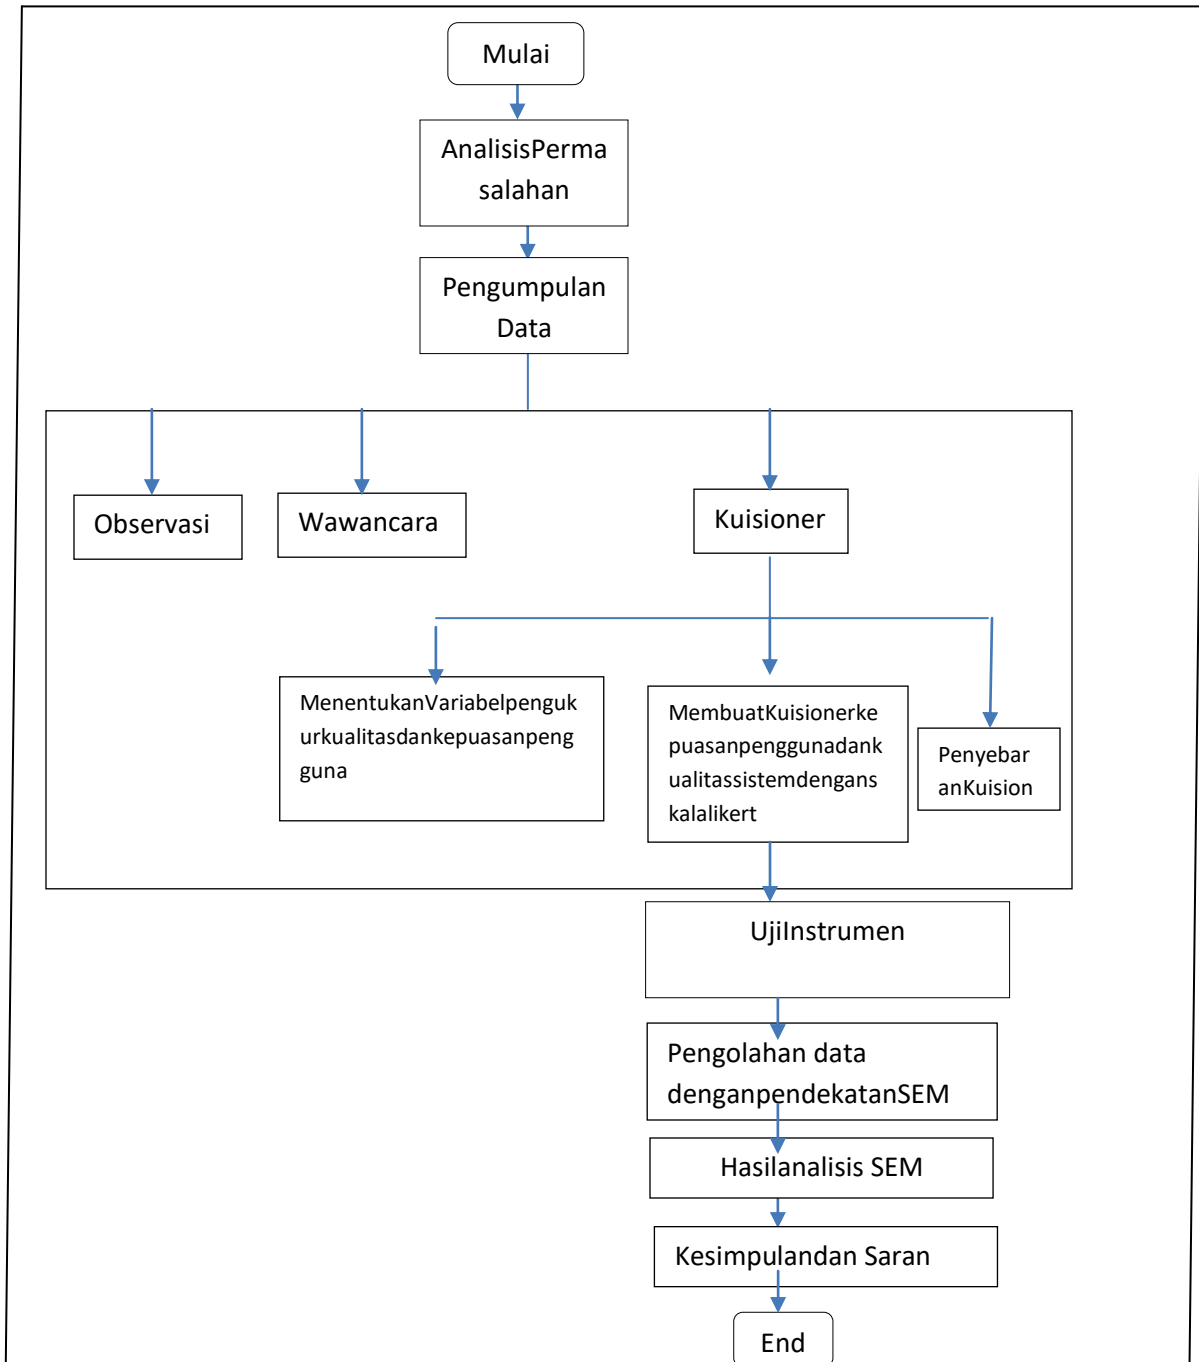 Mulai
AnalisisPerma
salahan
Pengumpulan
Data
Observasi
Wawancara
Kuisioner
MenentukanVariabelpenguk
urkualitasdankepuasanpeng
guna
MembuatKuisionerke
puasanpenggunadank
ualitassistemdengans
kalalikert
Penyebar
anKuision
UjiInstrumen
Pengolahan data
denganpendekatanSEM
Hasilanalisis SEM
Kesimpulandan Saran
End